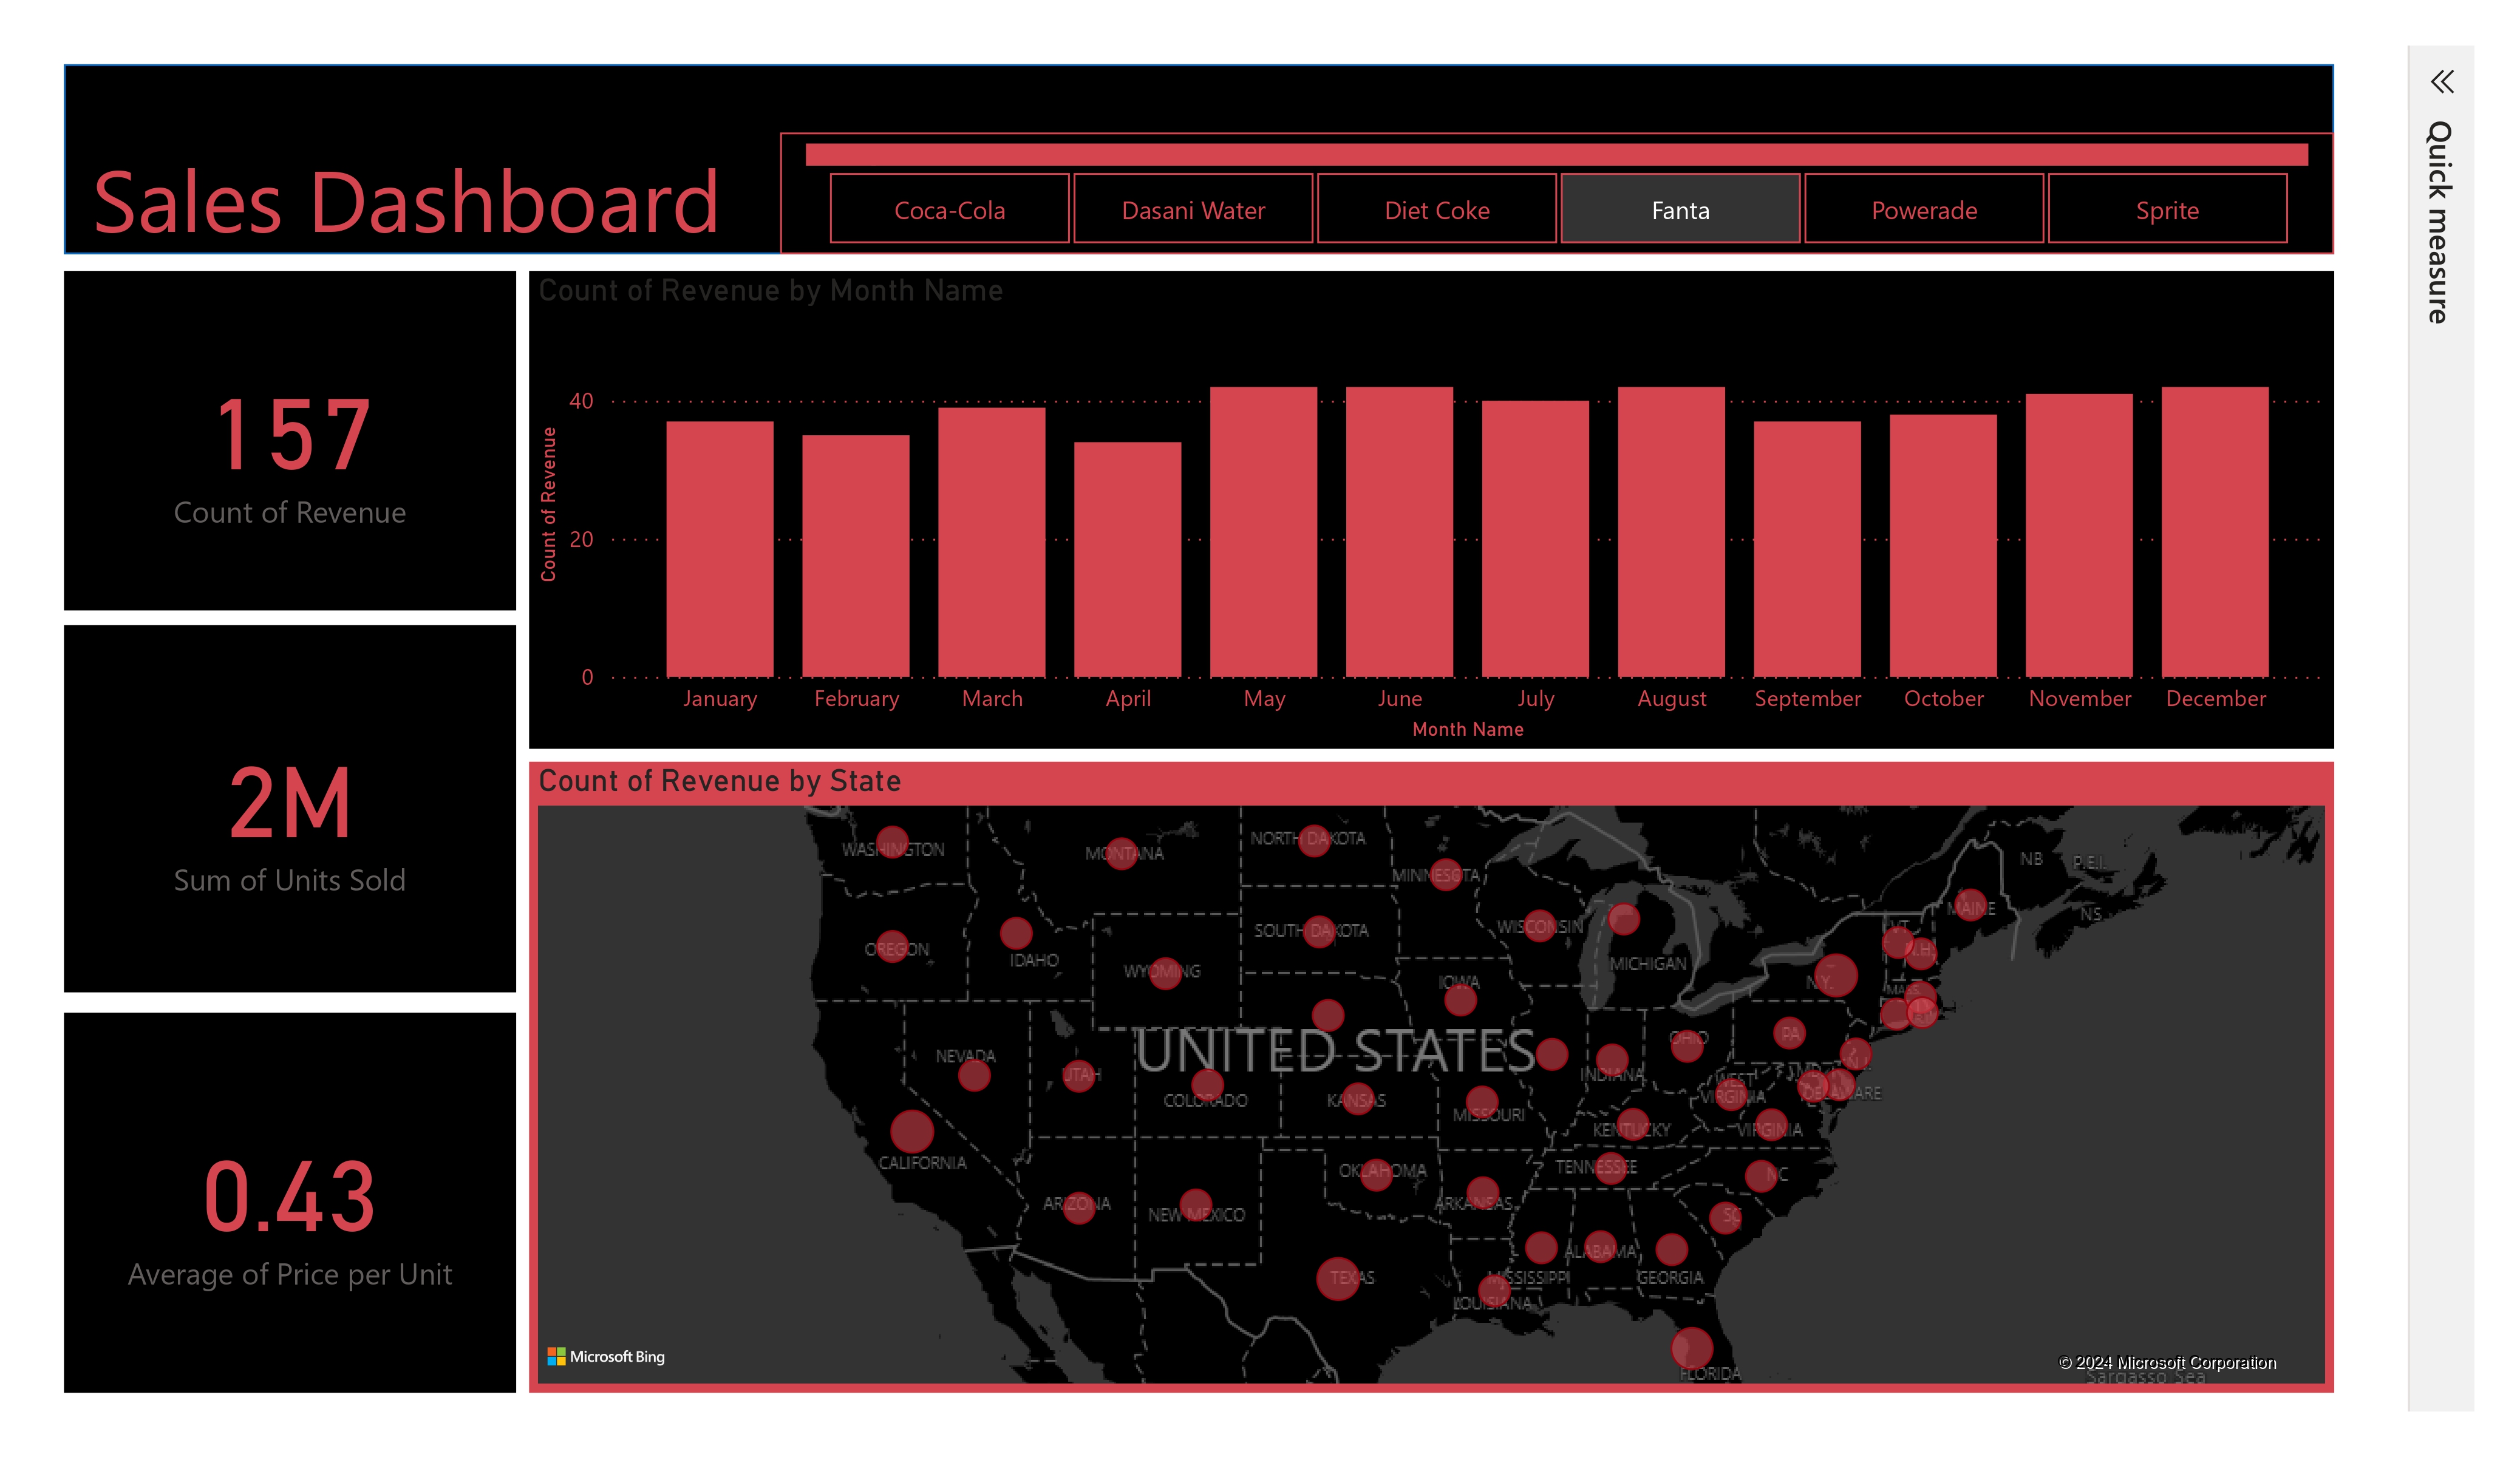 Sales Dashboard
Coca-Cola
Dasani Water
Diet Coke
Fanta
Powerade
Sprite
Quick measure
157
Count of Revenue
2M
Sum of Units Sold
0.43
Average of Price per Unit
Count of Revenue by Month Name
Count of Revenue
40
20
0
January February March April May June July August September October November December
Month Name
Count of Revenue by State
WASHINGTON
MONTANA
NORTH DAKOTA
MINNESOTA
NB
P.E.I.
NS
MAINE
OREGON
IDAHO
WYOMING
SOUTH DAKOTA
WISCONSIN
MICHIGAN
VT.
N.Y.
MASS.
IOWA
UNITED STATES
NEVADA
UTAH
COLORADO
KANSAS
MISSOURI
INDIANA
OHIO
PA
N.J.
MD
DELAWARE
WEST
VIRGINIA
KENTUCKY
VIRGINIA
CALIFORNIA
ARIZONA
NEW MEXICO
OKLAHOMA
ARKANSAS
TENNESSEE
NC
SC
TEXAS
LOUISIANA
MISSISSIPPI
ALABAMA
GEORGIA
FLORIDA
Microsoft Bing
© 2024 Microsoft Corporation
Sargasso Sea